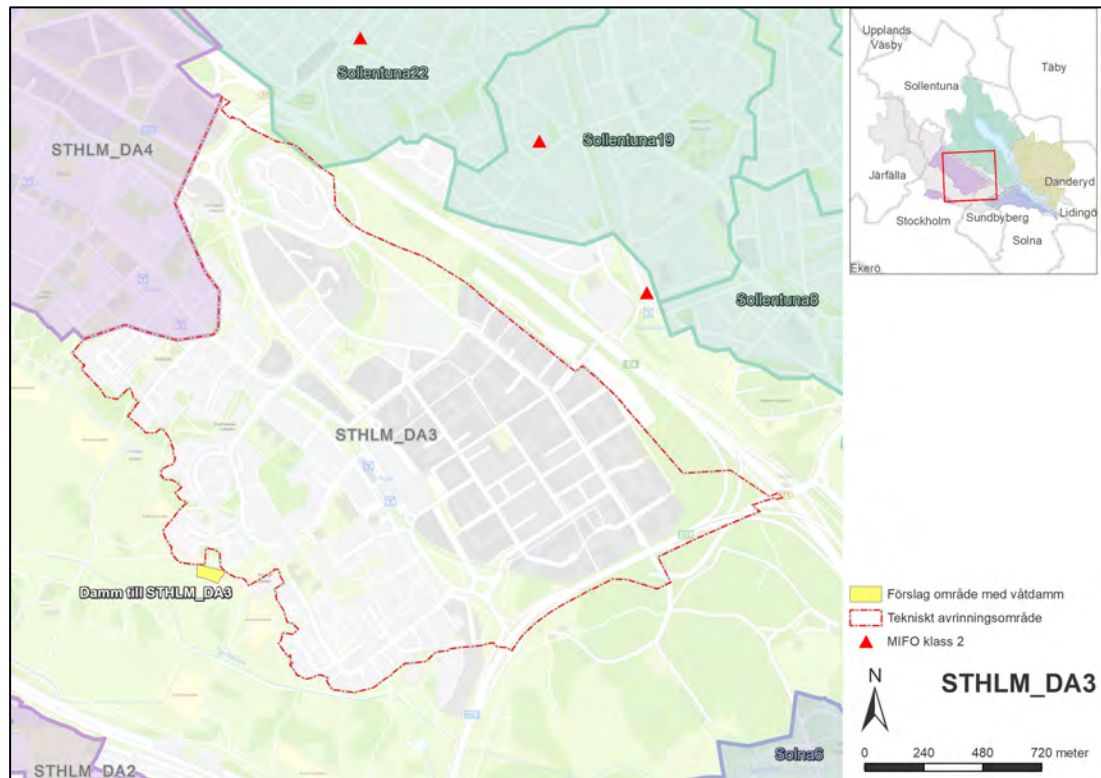 Sollentuna22
Sollentuna19
STHLM_DA4
Sollentuna8
STHLM_DA3
Damm till STHLM_DA3
Solna6
STHLM_DA2
Upplands
Väsby
Täby
Sollentuna
Järfälla
Danderyd
Stockholm
Sundbyberg
Lidingö
Solna
Ekerö
Förslag område med våtdamm
Tekniskt avrinningsområde
MIFO klass 2
N
STHLM_DA3
0 240 480 720 meter